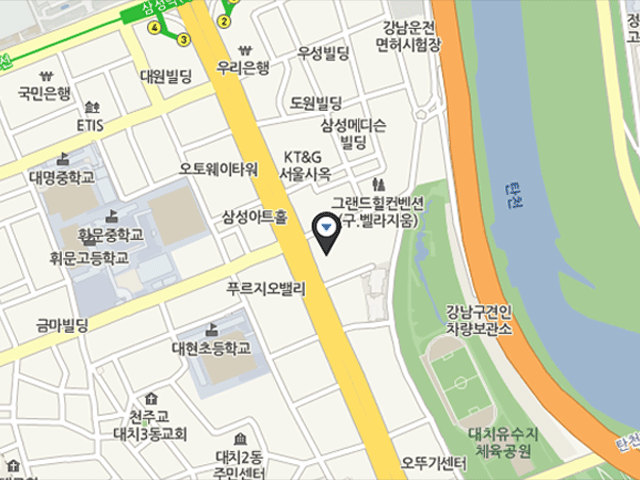 삼성역
4
3
2
선
강남운전
면허시험장
정
고
우리은행
우성빌딩
대원빌딩
국민은행
도원빌딩
ETIS
삼성메디슨
빌딩
KT&G
서울사옥
오토웨이타워
대명중학교
탄천
그랜드힐컨벤션
(구.벨라지움)
삼성아트홀
휘문중학교
휘문고등학교
푸르지오밸리
강남구견인
차량보관소
금마빌딩
대현초등학교
천주교
대치3동교회
대치유수지
체육공원
대치2동
주민센터
오뚜기센터
탄천